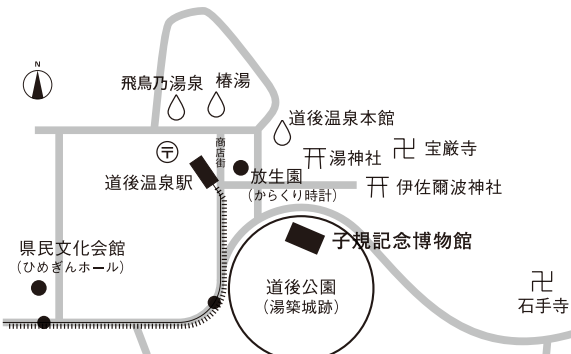 N
飛鳥乃湯泉
椿湯
道後温泉本館
商店街
湯神社
宝厳寺
道後温泉駅
放生園
(からくり時計)
伊佐爾波神社
子規記念博物館
県民文化会館
(ひめぎんホール)
道後公園
(湯築城跡)
石手寺